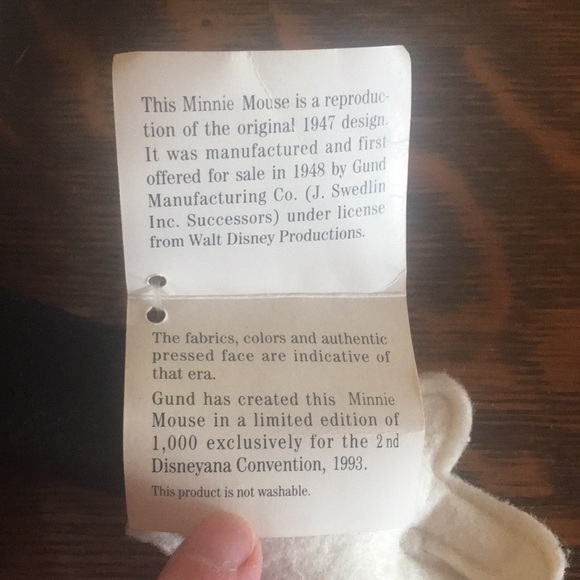 This Minnie Mouse is a reproduc-
tion of the original 1947 design.
It was manufactured and first
offered for sale in 1948 by Gund
Manufacturing Co. (J. Swedlin
Inc. Successors) under license
from Walt Disney Productions.
The fabrics, colors and authentic
pressed face are indicative of
that era.
Gund has created this Minnie
Mouse in a limited edition of
1,000 exclusively for the 2nd
Disneyana Convention, 1993.
This product is not washable.